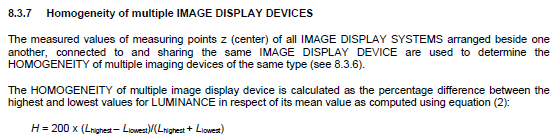 8.3.7 Homogeneity of multiple IMAGE DISPLAY DEVICES
The measured values of measuring points z (center) of all IMAGE DISPLAY SYSTEMS arranged beside one
another, connected to and sharing the same IMAGE DISPLAY DEVICE are used to determine the
HOMOGENEITY of multiple imaging devices of the same type (see 8.3.6).
The HOMOGENEITY of multiple image display device is calculated as the percentage difference between the
highest and lowest values for LUMINANCE in respect of its mean value as computed using equation (2):
H = 200 x (Lhighest – Llowest)/(Lhighest + Llowest)